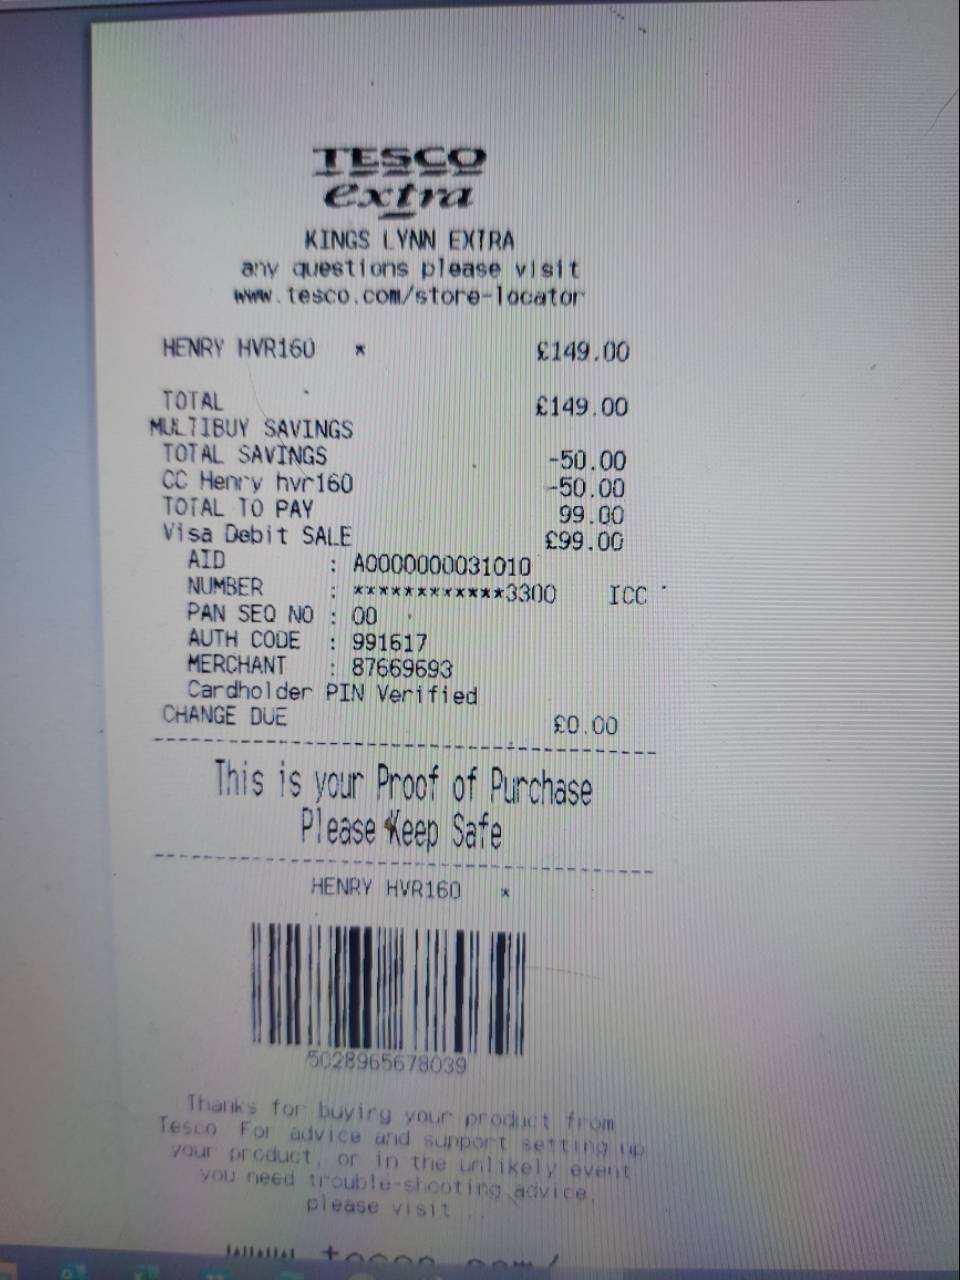 TESCO
extra
KINGS LYNN EXTRA
any questions please visit
www.tesco.com/store-locator
HENRY HVR160 * £149.00
TOTAL £149.00
MULTIBUY SAVINGS
TOTAL SAVINGS -50.00
CC Henry hvr160 -50.00
TOTAL TO PAY 99.00
Visa Debit SALE £99.00
AID : A0000000031010
NUMBER : ************3300 ICC
PAN SEQ NO : 00
AUTH CODE : 991617
MERCHANT : 87669693
Cardholder PIN Verified
CHANGE DUE £0.00
This is your Proof of Purchase
Please Keep Safe
HENRY HVR160 *
5028965678039
Thanks for buying your product from
Tesco For advice and support setting up
your product, or in the unlikely event
you need trouble-shooting advice,
please visit ..